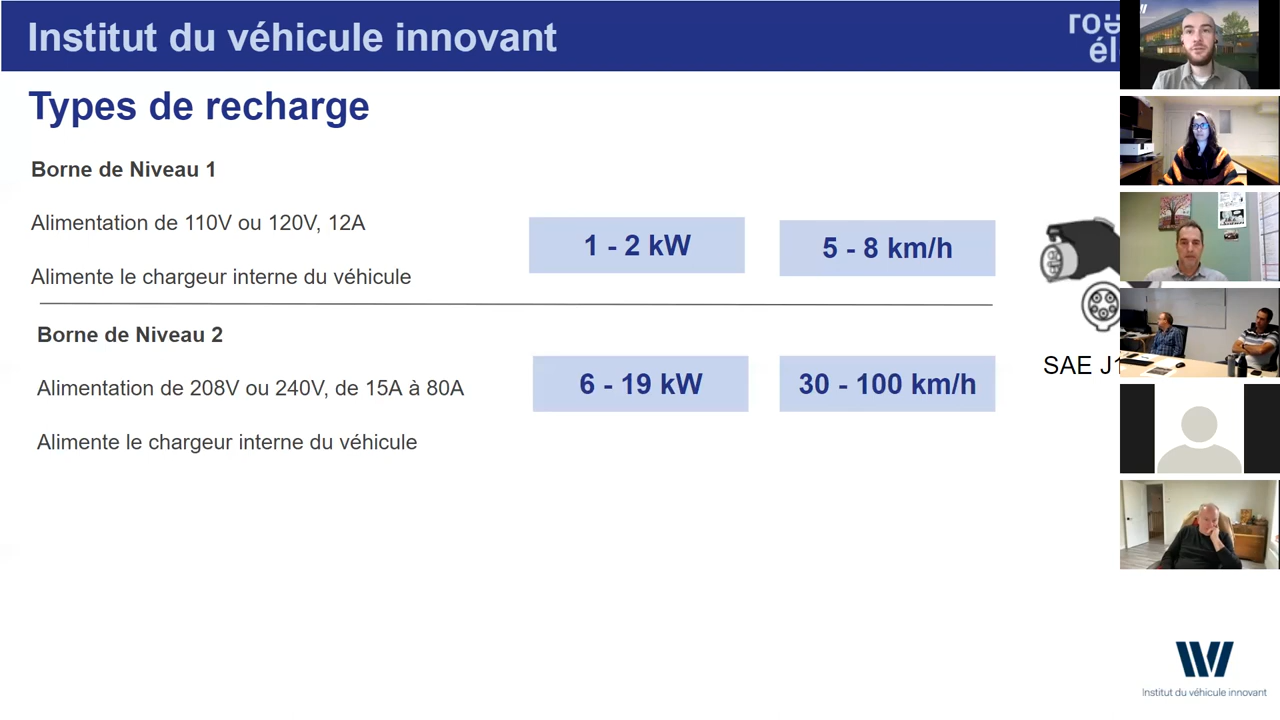 Institut du véhicule innovant
Types de recharge
Borne de Niveau 1
Alimentation de 110V ou 120V, 12A
1 - 2 kW
5 - 8 km/h
Alimente le chargeur interne du véhicule
Borne de Niveau 2
Alimentation de 208V ou 240V, de 15A à 80A
6 - 19 kW
30 - 100 km/h
Alimente le chargeur interne du véhicule
SAE
Institut du véhicule innovant